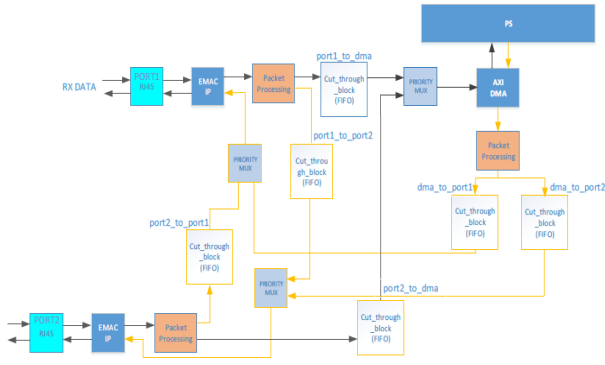 PS
port1_to_dma
PORT1
RJ45
EMAC
IP
Packet
Processing
Cut_through
_block
(FIFO)
PRIORITY
MUX
AXI
DMA
RX DATA
port1_to_port2
Packet
Processing
PRIORITY
MUX
Cut_throu
gh_block
(FIFO)
dma_to_port1
dma_to_port2
port2_to_port1
Cut_through
_block
(FIFO)
Cut_through
_block
(FIFO)
Cut_through
_block
(FIFO)
PRIORITY
MUX
port2_to_dma
PORT2
RJ45
EMAC
IP
Packet
Processing
Cut_through
_block
(FIFO)